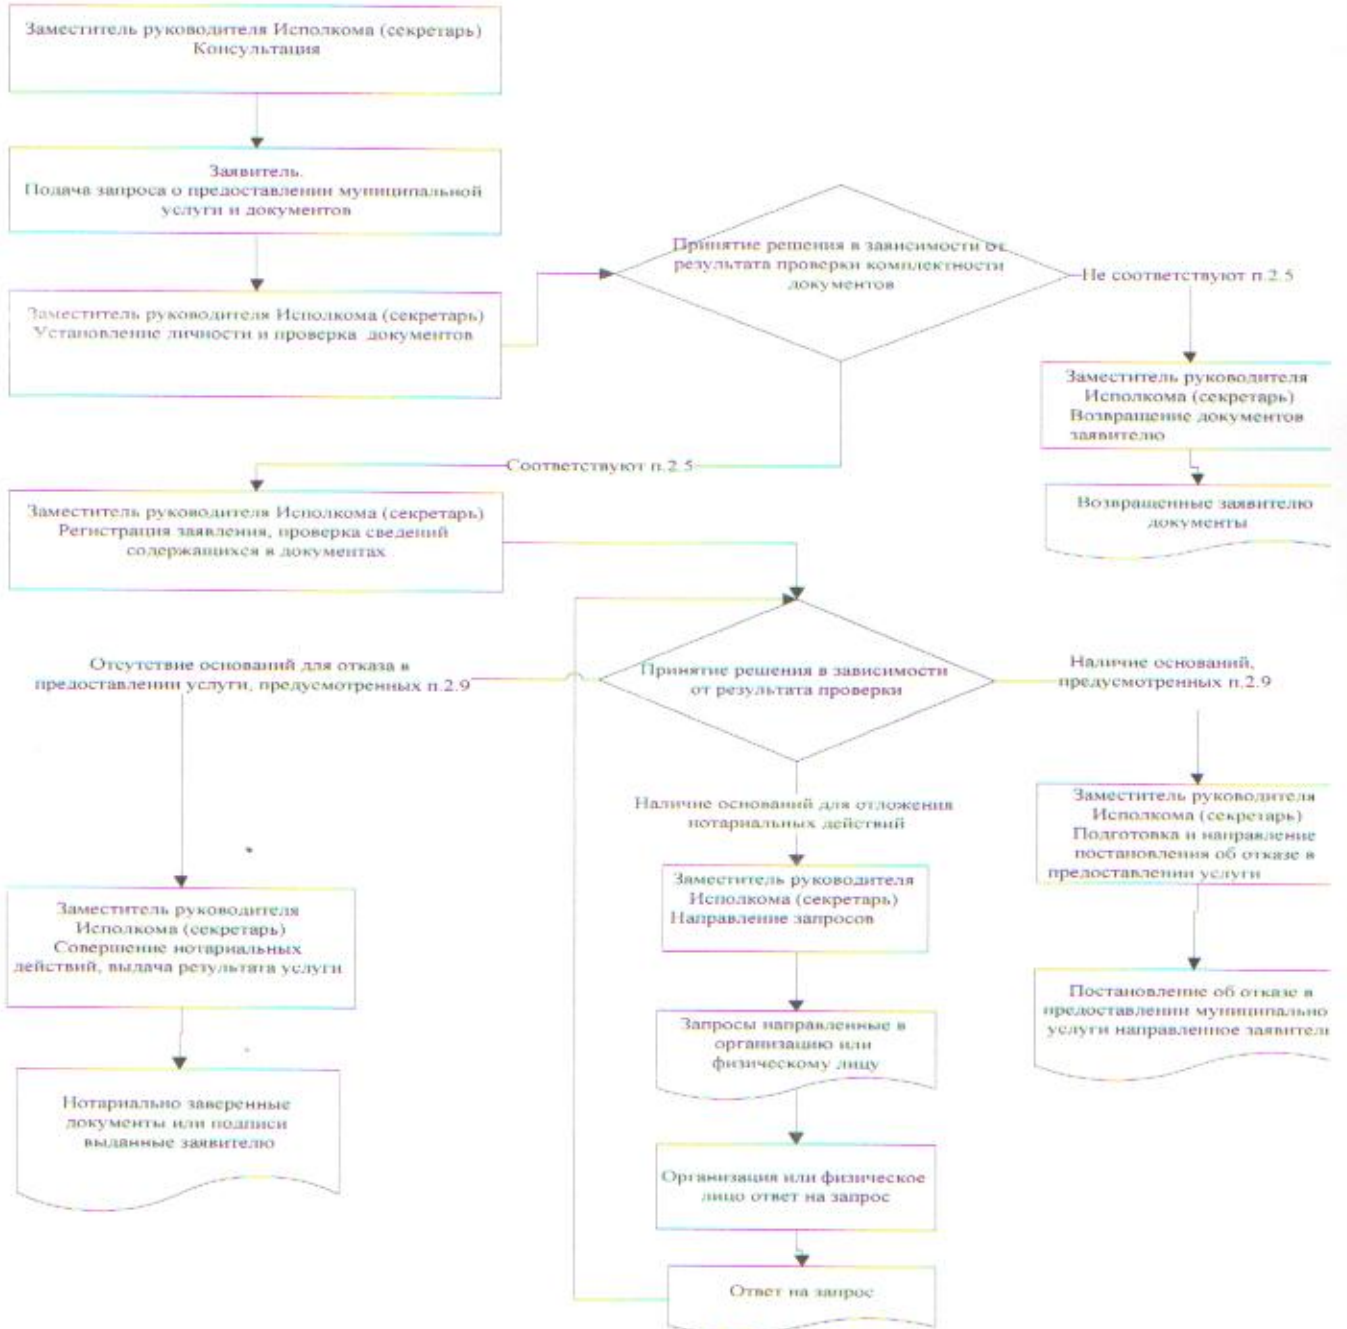 Заместитель руководителя Исполкома (секретарь)
Консультация
Заявитель.
Подача запроса о предоставлении муниципальной
услуги и документов
Заместитель руководителя Исполкома (секретарь)
Установление личности и проверка документов
Принятие решения в зависимости от
результата проверки комплектности
документов
Не соответствуют п.2.5
Заместитель руководителя
Исполкома (секретарь)
Возвращение документов
заявителю
Возвращенные заявителю
документы
Соответствуют п.2.5
Заместитель руководителя Исполкома (секретарь)
Регистрация заявления, проверка сведений
содержащихся в документах
Принятие решения в зависимости
от результата проверки
Отсутствие оснований для отказа в
предоставлении услуги, предусмотренных п.2.9
Наличие оснований,
предусмотренных п.2.9
Наличие оснований для отложения
нотариальных действий
Заместитель руководителя
Исполкома (секретарь)
Совершение нотариальных
действий, выдача результата услуги
Нотариально заверенные
документы или подписи
выданные заявителю
Заместитель руководителя
Исполкома (секретарь)
Направление запросов
Запросы направленные в
организацию или
физическому лицу
Организация или физическое
лицо ответ на запрос
Ответ на запрос
Заместитель руководителя
Исполкома (секретарь)
Подготовка и направление
постановления об отказе в
предоставлении услуги
Постановление об отказе в
предоставлении муниципально
услуги направленное заявител